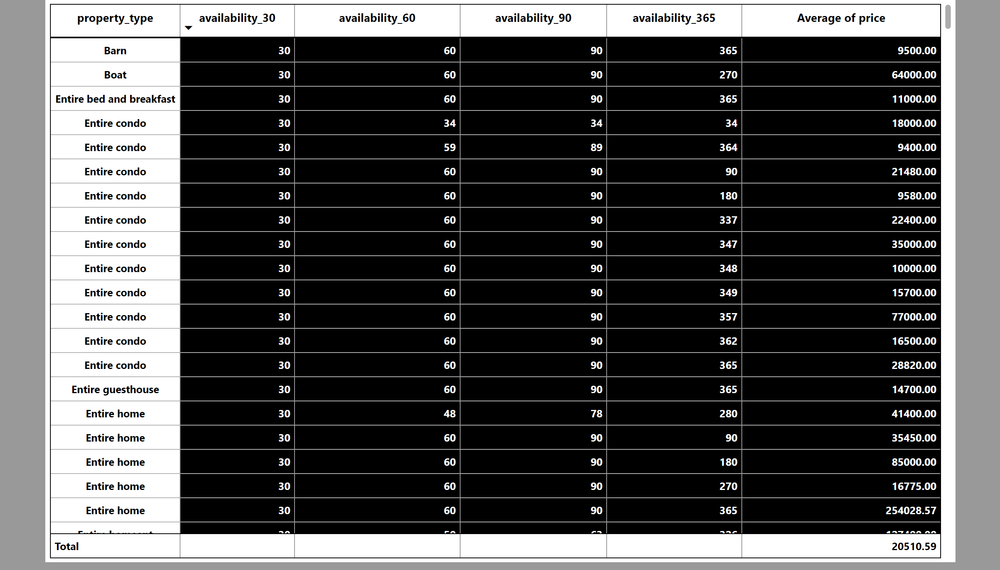 property_type availability_30 availability_60 availability_90 availability_365 Average of price
Barn 30 60 90 365 9500.00
Boat 30 60 90 270 64000.00
Entire bed and breakfast 30 60 90 365 11000.00
Entire condo 30 34 34 34 18000.00
Entire condo 30 59 89 364 9400.00
Entire condo 30 60 90 90 21480.00
Entire condo 30 60 90 180 9580.00
Entire condo 30 60 90 337 22400.00
Entire condo 30 60 90 347 35000.00
Entire condo 30 60 90 348 10000.00
Entire condo 30 60 90 349 15700.00
Entire condo 30 60 90 357 77000.00
Entire condo 30 60 90 362 16500.00
Entire condo 30 60 90 365 28820.00
Entire guesthouse 30 60 90 365 14700.00
Entire home 30 48 78 280 41400.00
Entire home 30 60 90 90 35450.00
Entire home 30 60 90 180 85000.00
Entire home 30 60 90 270 16775.00
Entire home 30 60 90 365 254028.57
Total 20510.59